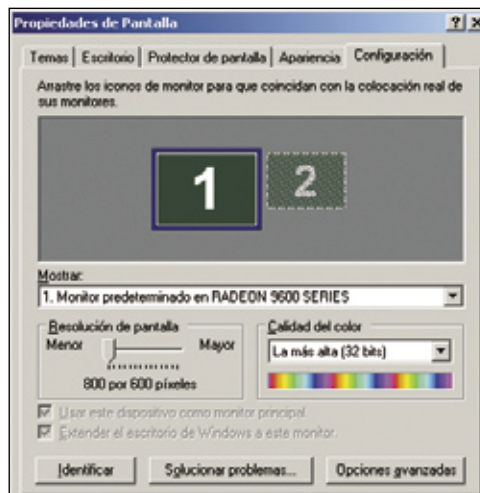 Propiedades de Pantalla
Temas Escritorio Protector de pantalla Apariencia Configuración
Arrastre los iconos de monitor para que coincidan con la colocación real de
sus monitores.
1 2
Mostrar:
1. Monitor predeterminado en RADEON 9600 SERIES
Resolución de pantalla
Menor Mayor
800 por 600 píxeles
Calidad del color
La más alta (32 bits)
Usar este dispositivo como monitor principal.
Extender el escritorio de Windows a este monitor.
Identificar Solucionar problemas... Opciones avanzadas